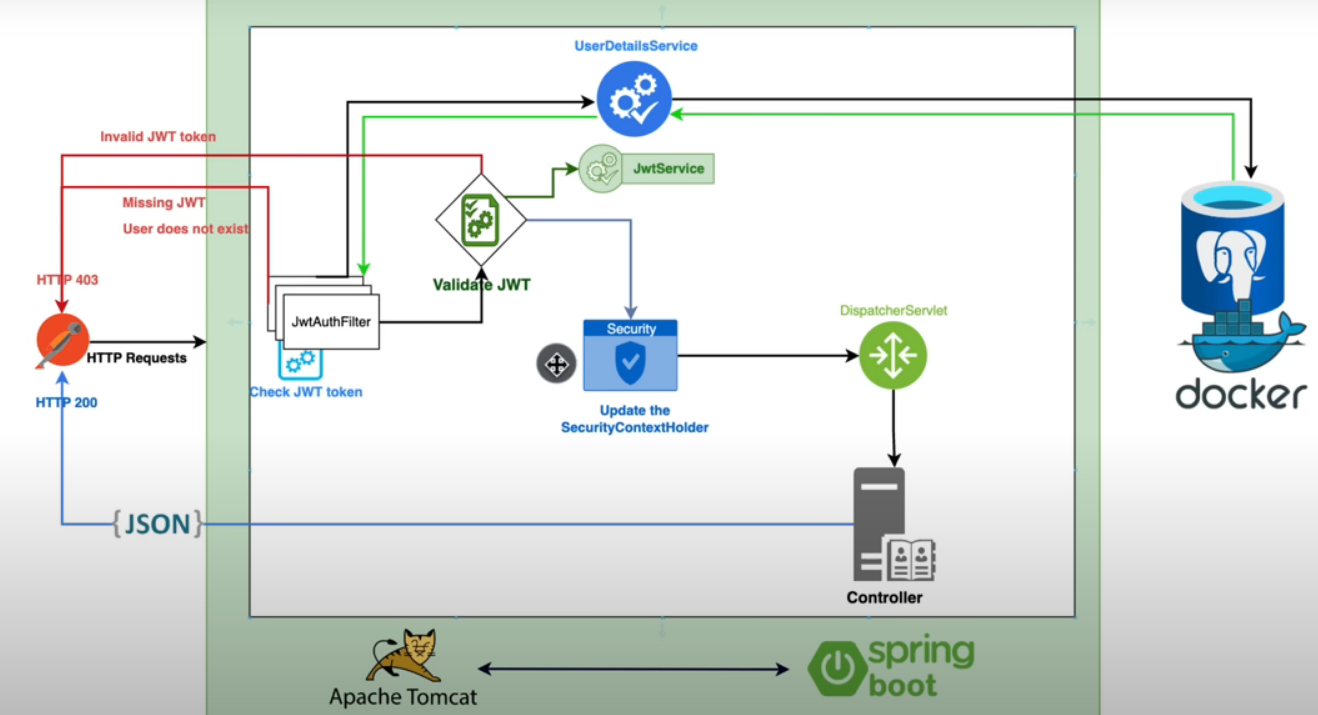 UserDetailsService
Invalid JWT token
JwtService
Missing JWT
User does not exist
HTTP 403
Validate JWT
JwtAuthFilter
DispatcherServlet
Security
HTTP Requests
Check JWT token
HTTP 200
Update the
SecurityContextHolder
docker
{JSON}
Controller
Apache Tomcat
spring
boot